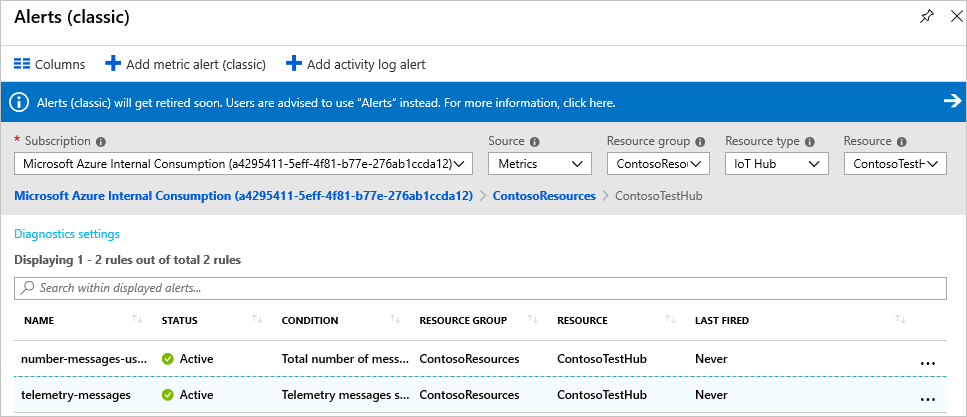 Alerts (classic)
Columns Add metric alert (classic) Add activity log alert
Alerts (classic) will get retired soon. Users are advised to use “Alerts” instead. For more information, click here.
* Subscription Source Resource group Resource type Resource
Microsoft Azure Internal Consumption (a4295411-5eff-4f81-b77e-276ab1ccda12) Metrics ContosoResou IoT Hub ContosoTestH
Microsoft Azure Internal Consumption (a4295411-5eff-4f81-b77e-276ab1ccda12) > ContosoResources > ContosoTestHub
Diagnostics settings
Displaying 1 - 2 rules out of total 2 rules
Search within displayed alerts...
NAME STATUS CONDITION RESOURCE GROUP RESOURCE LAST FIRED
number-messages-us... Active Total number of mess... ContosoResources ContosoTestHub Never ...
telemetry-messages Active Telemetry messages s... ContosoResources ContosoTestHub Never ...